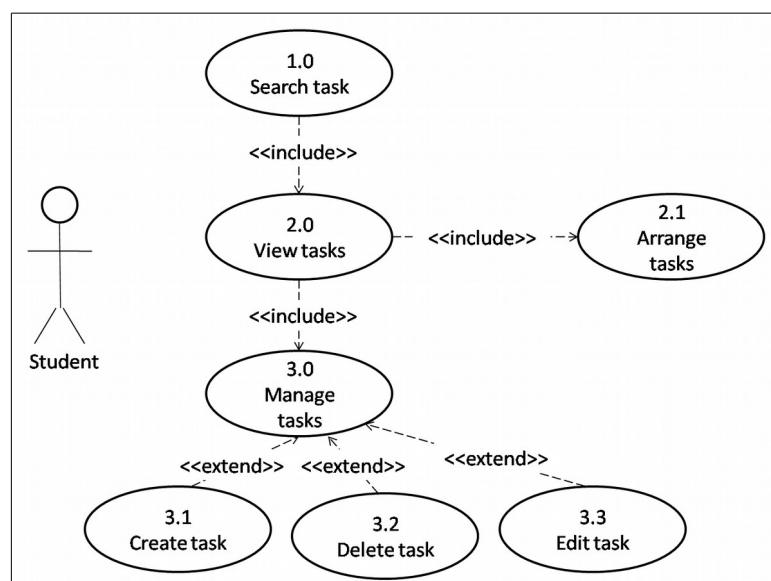 1.0
Search task
<<include>>
2.0
View tasks
<<include>>
2.1
Arrange
tasks
<<include>>
Student
3.0
Manage
tasks
<<extend>>
<<extend>>
<<extend>>
3.1
Create task
3.2
Delete task
3.3
Edit task